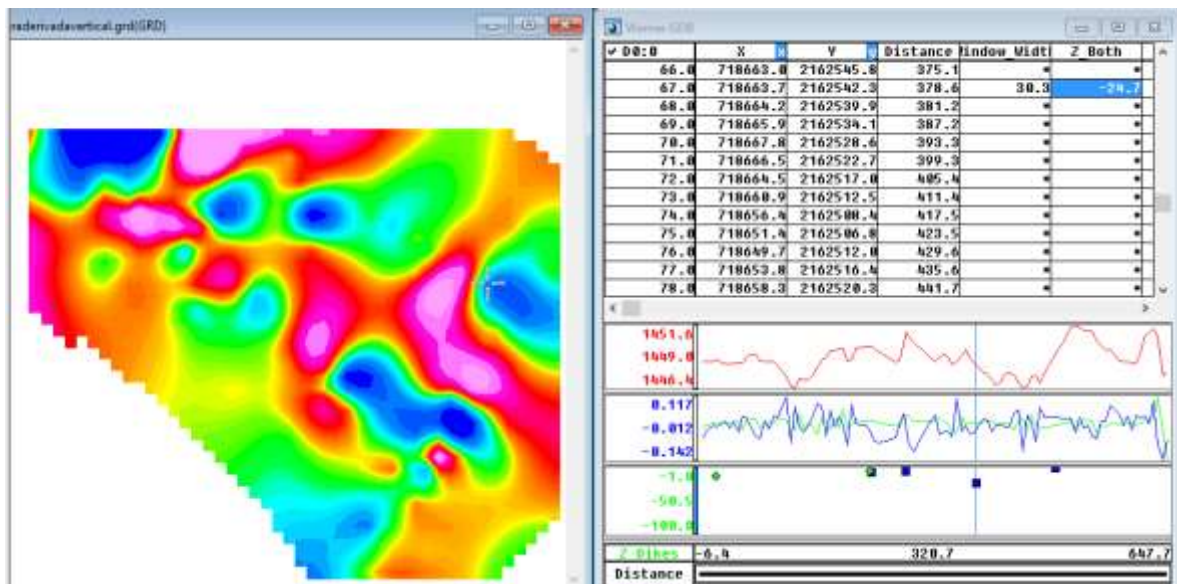 raderivadavertical.grd(GRD)
Werner GDB
✓ D0:0 X x Y y Distance Window_Widt Z_Both
66.0 718663.0 2162545.8 375.1 * *
67.0 718663.7 2162542.3 378.6 30.3 -24.7
68.0 718664.2 2162539.9 381.2 * *
69.0 718665.9 2162534.1 387.2 * *
70.0 718667.8 2162528.6 393.3 * *
71.0 718666.5 2162522.7 399.3 * *
72.0 718664.5 2162517.0 405.4 * *
73.0 718660.9 2162512.5 411.4 * *
74.0 718656.4 2162508.4 417.5 * *
75.0 718651.4 2162506.8 423.5 * *
76.0 718649.7 2162512.0 429.6 * *
77.0 718653.8 2162516.4 435.6 * *
78.0 718658.3 2162520.3 441.7 * *
1451.6
1449.0
1446.4
0.117
-0.012
-0.142
-1.0
-50.5
-100.0
Z_Dikes -6.4 320.7 647.7
Distance